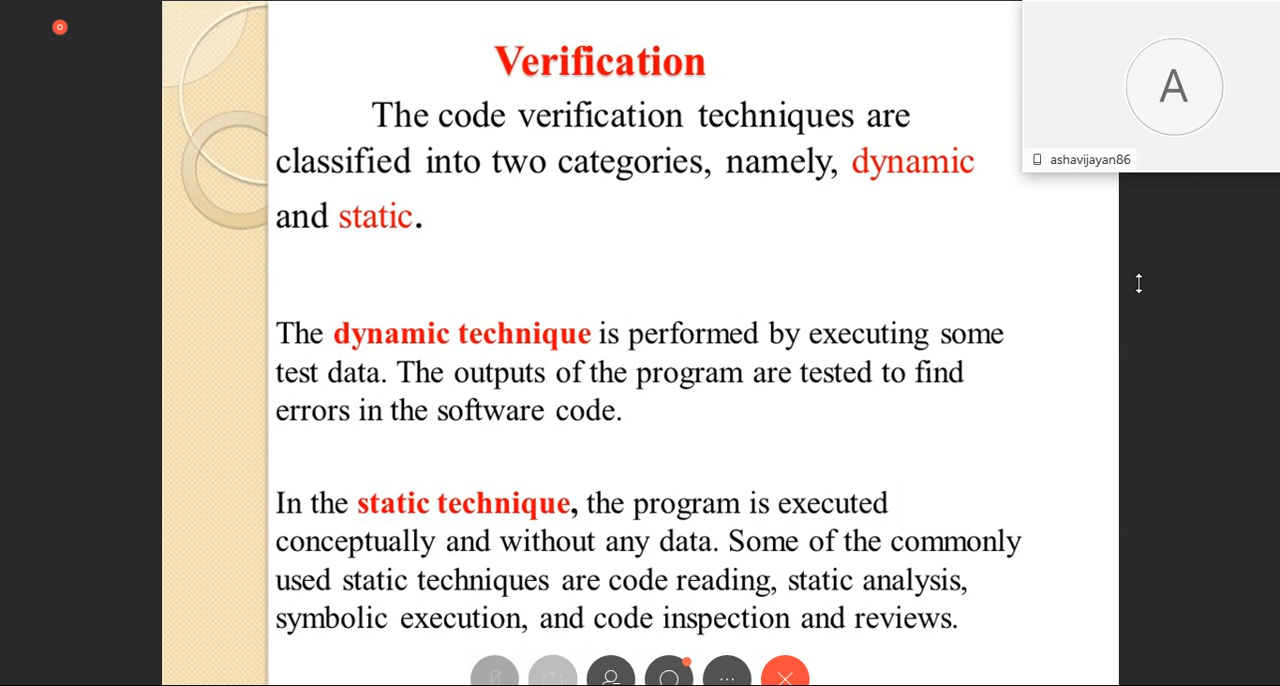 Verification
The code verification techniques are
classified into two categories, namely, dynamic
and static.
The dynamic technique is performed by executing some
test data. The outputs of the program are tested to find
errors in the software code.
In the static technique, the program is executed
conceptually and without any data. Some of the commonly
used static techniques are code reading, static analysis,
symbolic execution, and code inspection and reviews.
A
ashavijayan86